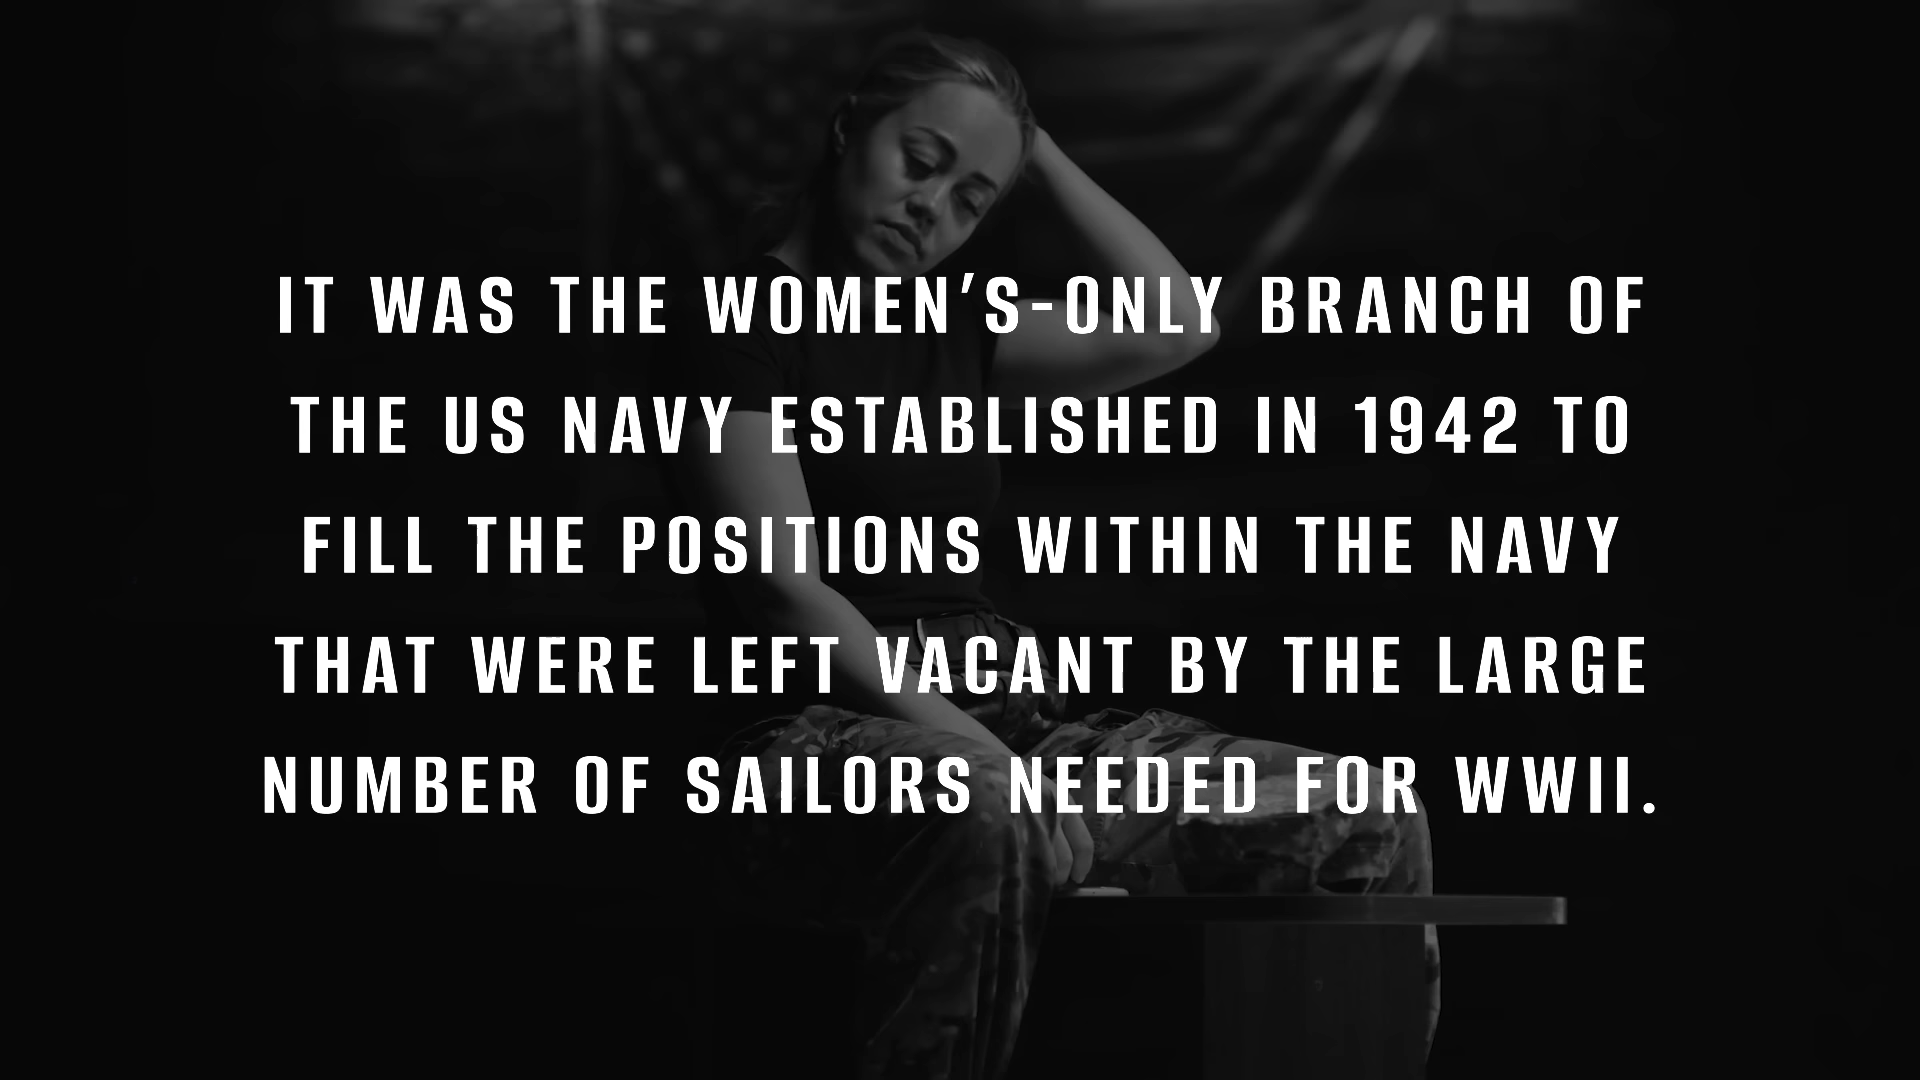 IT WAS THE WOMEN'S-ONLY BRANCH OF
THE US NAVY ESTABLISHED IN 1942 TO
FILL THE POSITIONS WITHIN THE NAVY
THAT WERE LEFT VACANT BY THE LARGE
NUMBER OF SAILORS NEEDED FOR WWII.